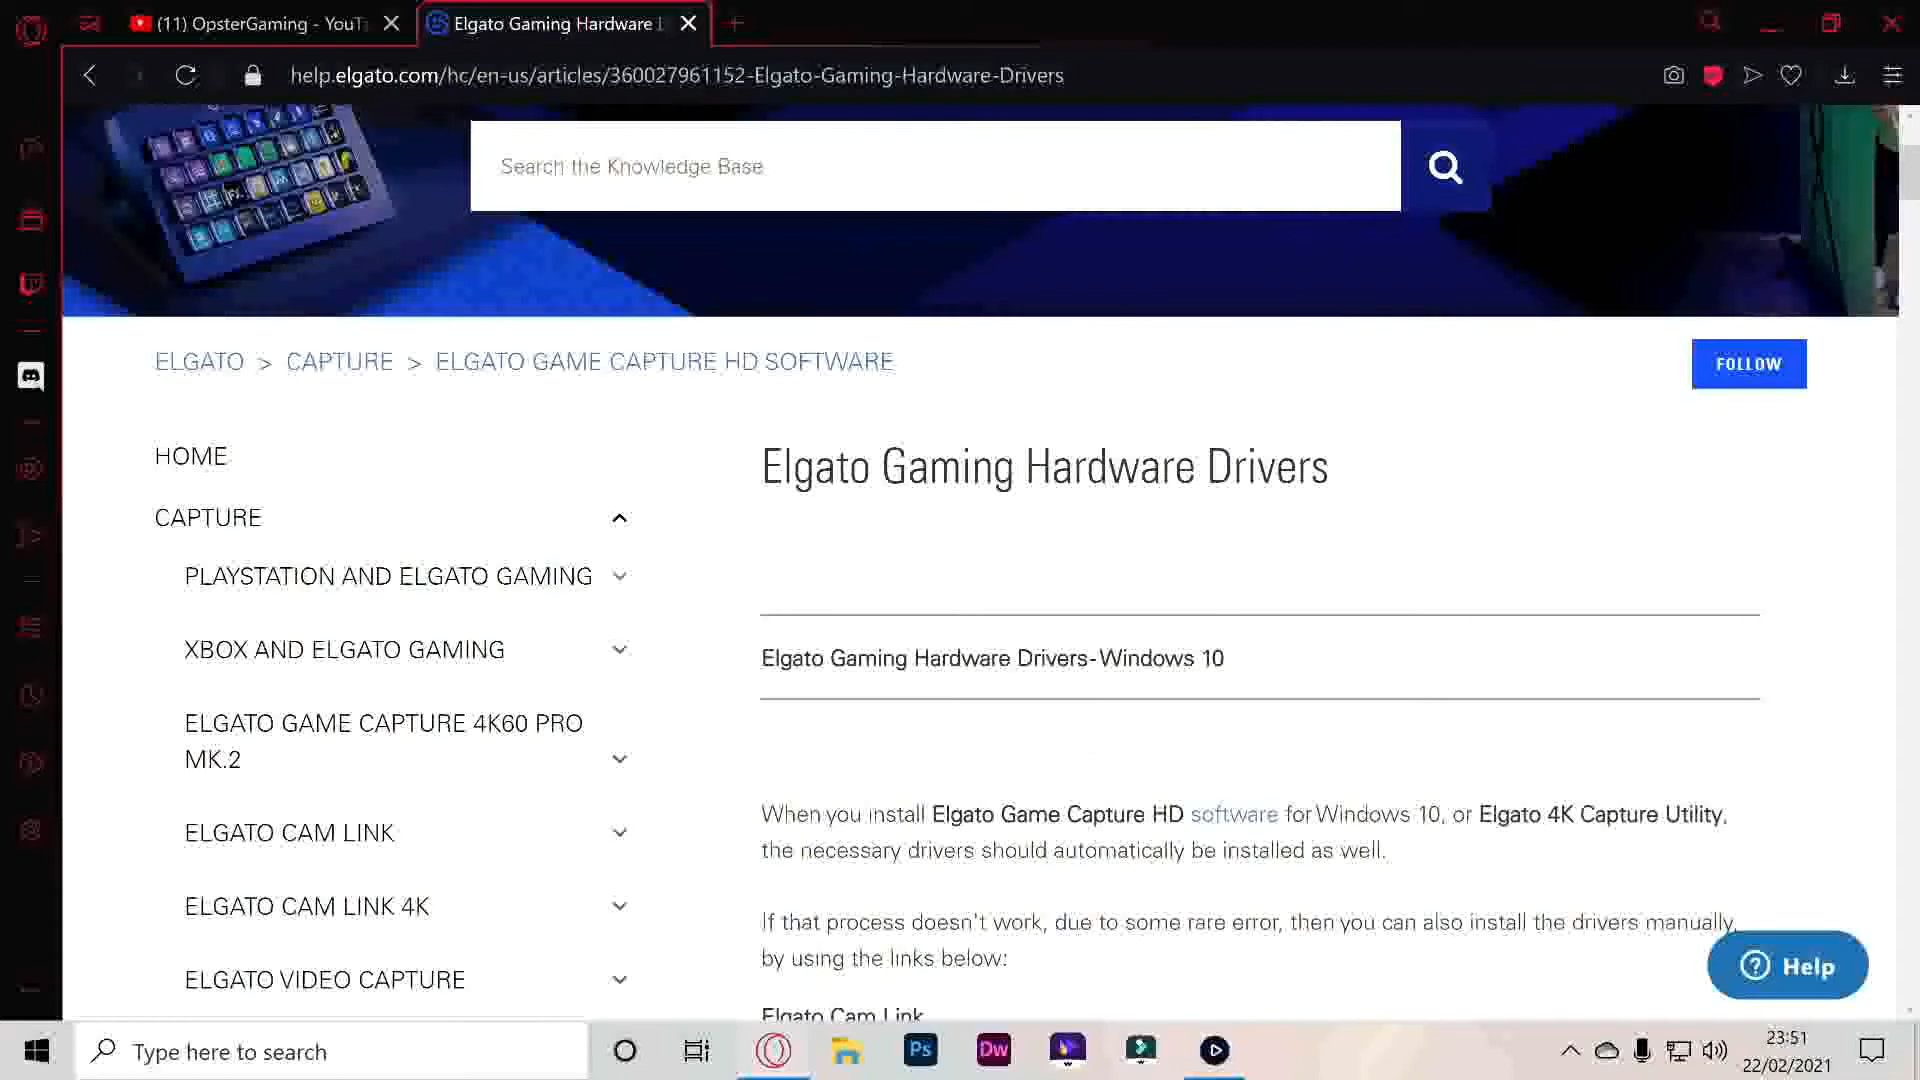 (11) OpsterGaming - YouT
Elgato Gaming Hardware
help.elgato.com/hc/en-us/articles/360027961152-Elgato-Gaming-Hardware-Drivers
Search the Knowledge Base
ELGATO > CAPTURE > ELGATO GAME CAPTURE HD SOFTWARE
FOLLOW
HOME
CAPTURE
PLAYSTATION AND ELGATO GAMING
XBOX AND ELGATO GAMING
ELGATO GAME CAPTURE 4K60 PRO
MK.2
ELGATO CAM LINK
ELGATO CAM LINK 4K
ELGATO VIDEO CAPTURE
Elgato Gaming Hardware Drivers
Elgato Gaming Hardware Drivers-Windows 10
When you install Elgato Game Capture HD software for Windows 10, or Elgato 4K Capture Utility,
the necessary drivers should automatically be installed as well.
If that process doesn't work, due to some rare error, then you can also install the drivers manually,
by using the links below:
Elgato Cam Link
Help
Type here to search
Ps
Dw
23:51
22/02/2021